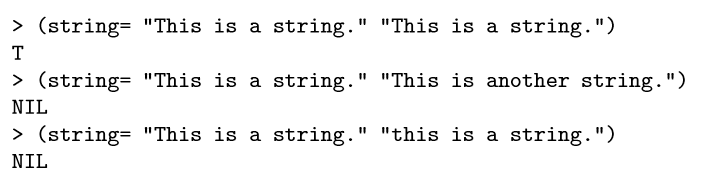 > (string= "This is a string." "This is a string.")
T
> (string= "This is a string." "This is another string.")
NIL
> (string= "This is a string." "this is a string.")
NIL